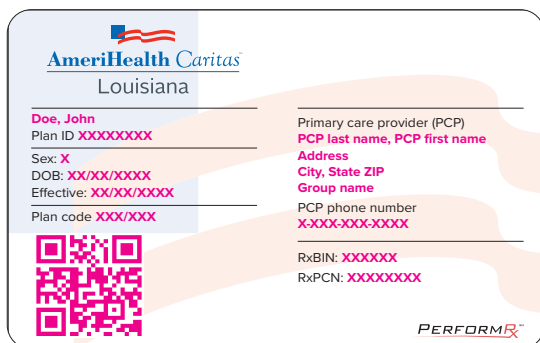 AmeriHealth Caritas™
Louisiana
Doe, John
Plan ID XXXXXXXX
Sex: X
DOB: XX/XX/XXXX
Effective: XX/XX/XXXX
Plan code XXX/XXX
Primary care provider (PCP)
PCP last name, PCP first name
Address
City, State ZIP
Group name
PCP phone number
X-XXX-XXX-XXXX
RxBIN: XXXXXX
RxPCN: XXXXXXXX
PERFORMRX™